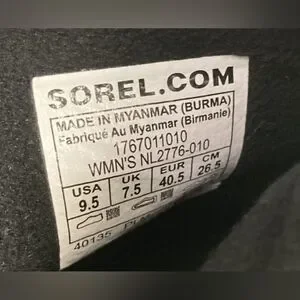 SOREL.COM
MADE IN MYANMAR (BURMA)
Fabriqué Au Myanmar (Birmanie)
1767011010
WMN'S NL2776-010
USA UK EUR CM
9.5 7.5 40.5 26.5
40135